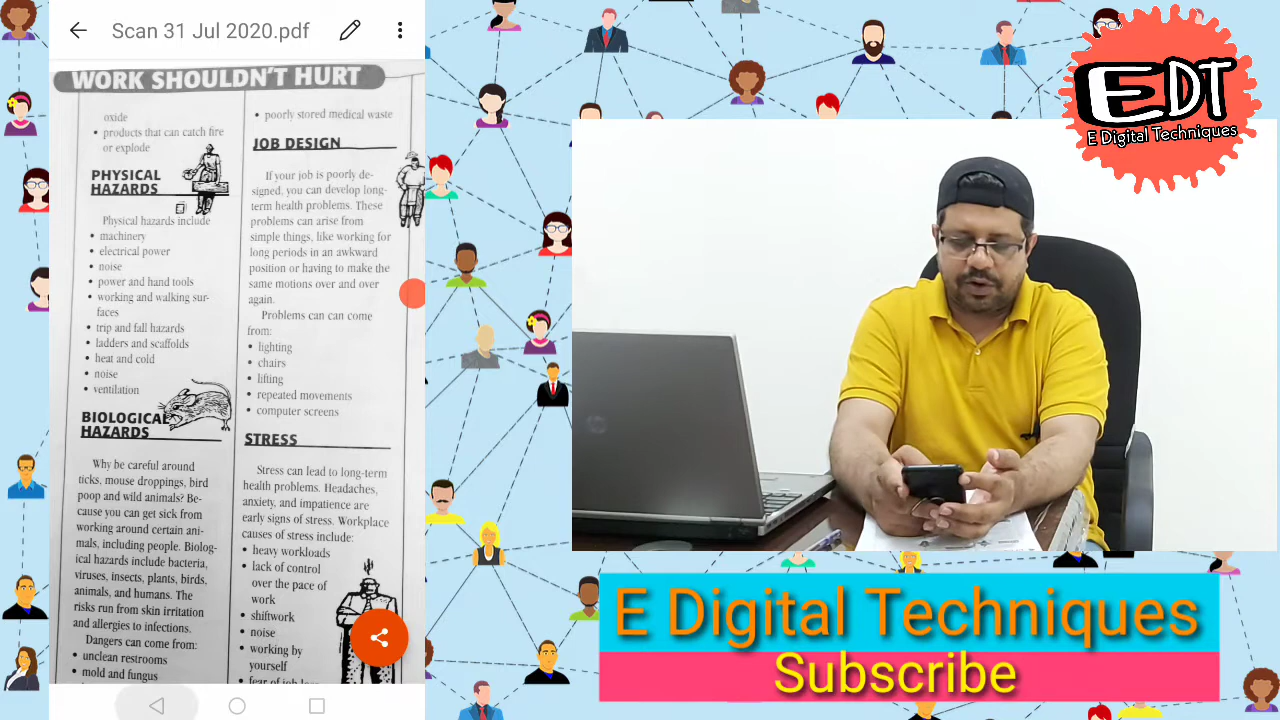 Scan 31 Jul 2020.pdf
WORK SHOULDN'T HURT
oxide
• products that can catch fire
or explode
PHYSICAL
HAZARDS
Physical hazards include
• machinery
• electrical power
• noise
• power and hand tools
• working and walking sur-
faces
• trip and fall hazards
• ladders and scaffolds
• heat and cold
• noise
• ventilation
BIOLOGICAL
HAZARDS
Why be careful around
ticks, mouse droppings, bird
poop and wild animals? Be-
cause you can get sick from
working around certain ani-
mals, including people. Biolog-
ical hazards include bacteria,
viruses, insects, plants, birds,
animals, and humans. The
risks run from skin irritation
and allergies to infections.
Dangers can come from:
• unclean restrooms
• mold and fungus
• poorly stored medical waste
JOB DESIGN
If your job is poorly de-
signed, you can develop long-
term health problems. These
problems can arise from
simple things, like working for
long periods in an awkward
position or having to make the
same motions over and over
again.
Problems can can come
from:
• lighting
• chairs
• lifting
• repeated movements
• computer screens
STRESS
Stress can lead to long-term
health problems. Headaches,
anxiety, and impatience are
early signs of stress. Workplace
causes of stress include:
• heavy workloads
• lack of control
over the pace of
work
• shiftwork
• noise
• working by
yourself
• fear of job
EDT
E Digital Techniques
E Digital Techniques
Subscribe